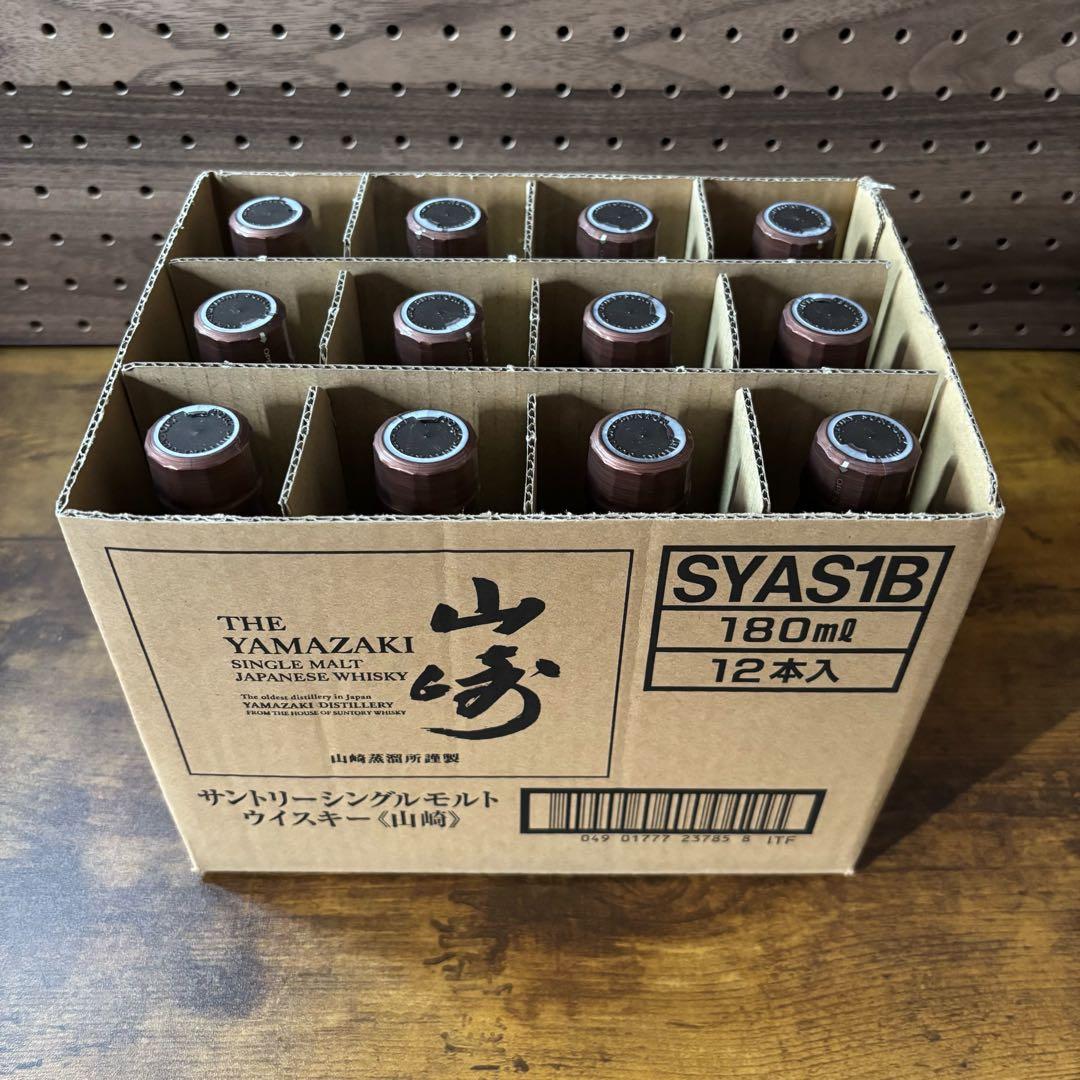 THE
YAMAZAKI
SINGLE MALT
JAPANESE WHISKY
The oldest distillery in Japan
YAMAZAKI DISTILLERY
FROM THE HOUSE OF SUNTORY WHISKY
山崎
山崎蒸溜所謹製
SYAS1B
180ml
12本入
サントリーシングルモルト
ウイスキー《山崎》
049 01777 23785 8 ITF